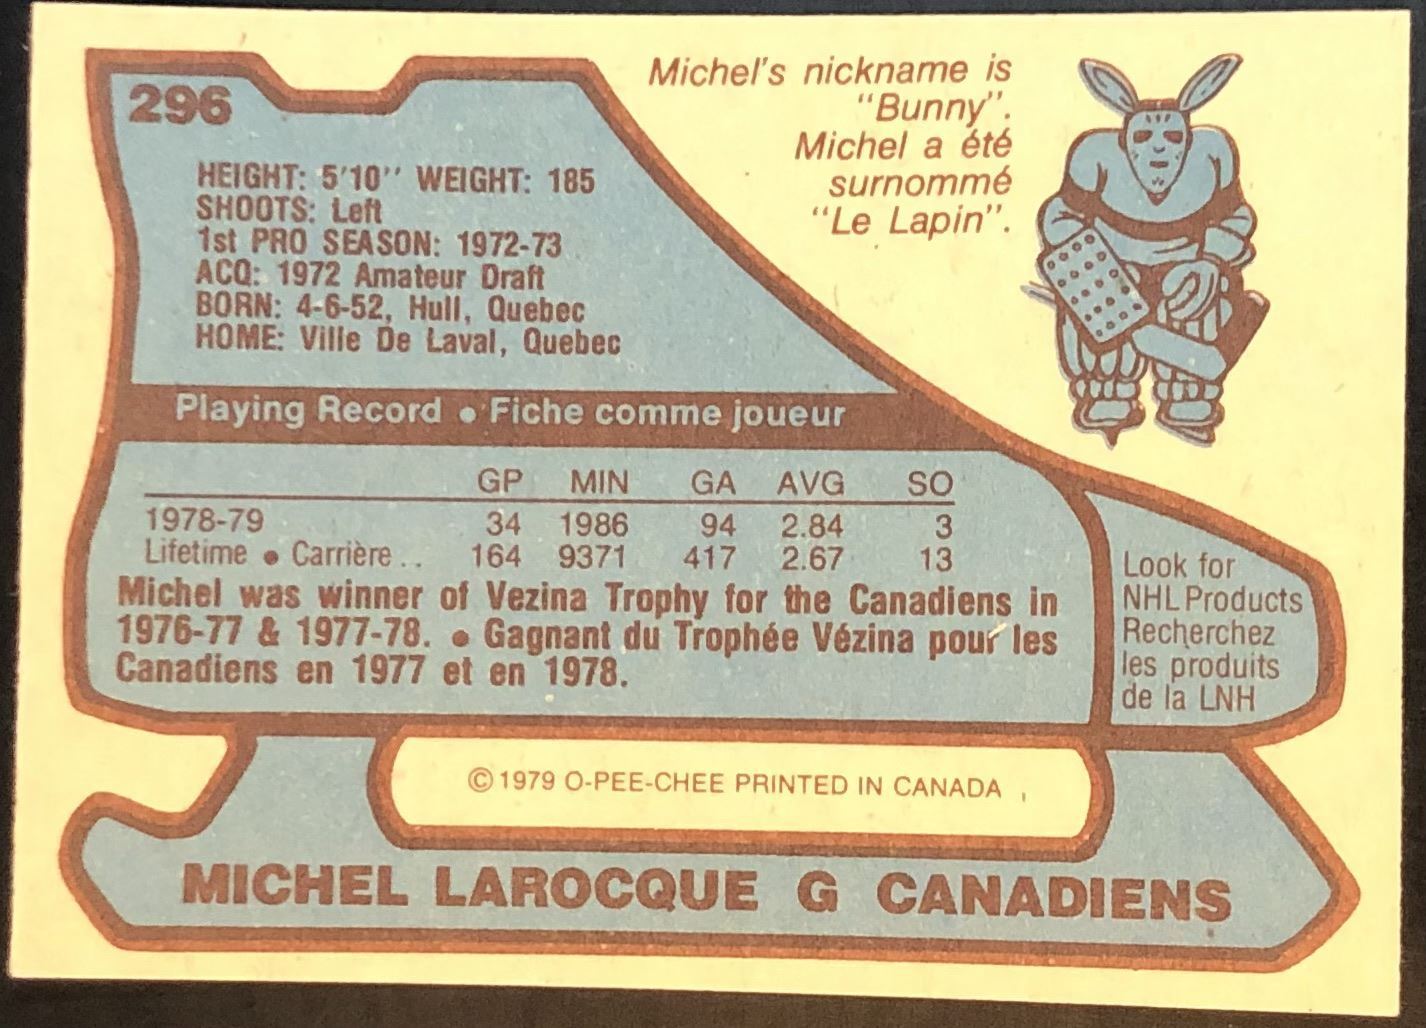 296
Michel's nickname is
"Bunny".
Michel a été
surnommé
"Le Lapin".
HEIGHT: 5'10" WEIGHT: 185
SHOOTS: Left
1st PRO SEASON: 1972-73
ACQ: 1972 Amateur Draft
BORN: 4-6-52, Hull, Quebec
HOME: Ville De Laval, Quebec
Playing Record • Fiche comme joueur
GP MIN GA AVG SO
1978-79 34 1986 94 2.84 3
Lifetime • Carrière .. 164 9371 417 2.67 13
Michel was winner of Vezina Trophy for the Canadiens in
1976-77 & 1977-78. • Gagnant du Trophée Vézina pour les
Canadiens en 1977 et en 1978.
Look for
NHL Products
Recherchez
les produits
de la LNH
© 1979 O-PEE-CHEE PRINTED IN CANADA
MICHEL LAROCQUE G CANADIENS